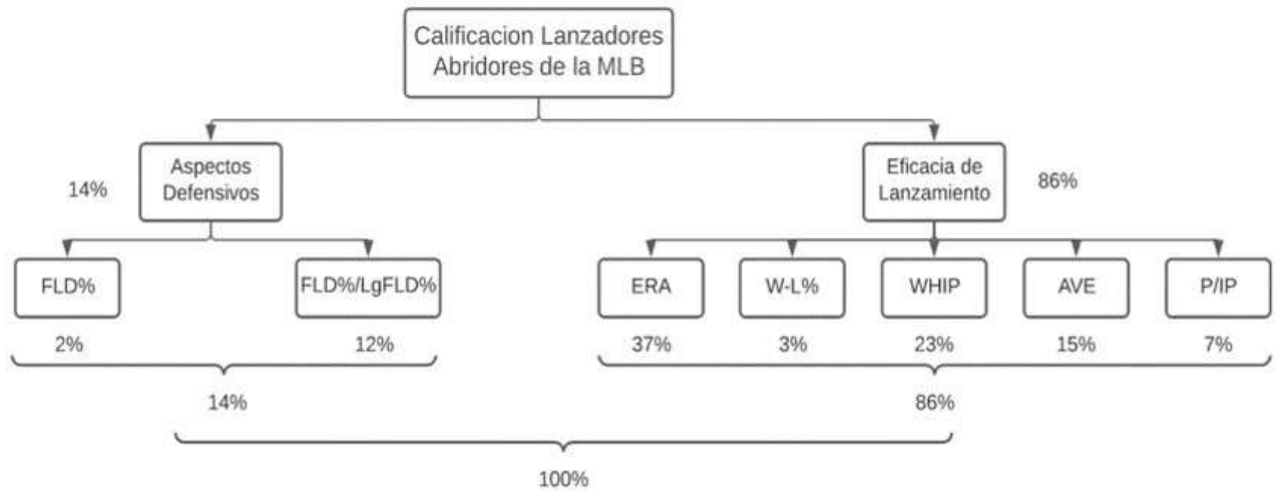 Calificacion Lanzadores
Abridores de la MLB
14%
Aspectos
Defensivos
Eficacia de
Lanzamiento
86%
FLD%
FLD%/LgFLD%
ERA
W-L%
WHIP
AVE
P/IP
2%
12%
37%
3%
23%
15%
7%
14%
86%
100%